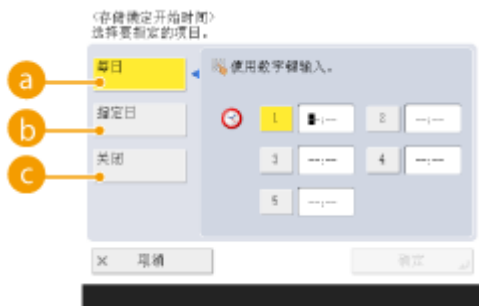 <存储锁定开始时间>
选择要指定的项目。
a
每日
使用数字键输入。
b
指定日
1
-:--
2
--:--
c
关闭
3
--:--
4
--:--
5
--:--
× 取消
确定